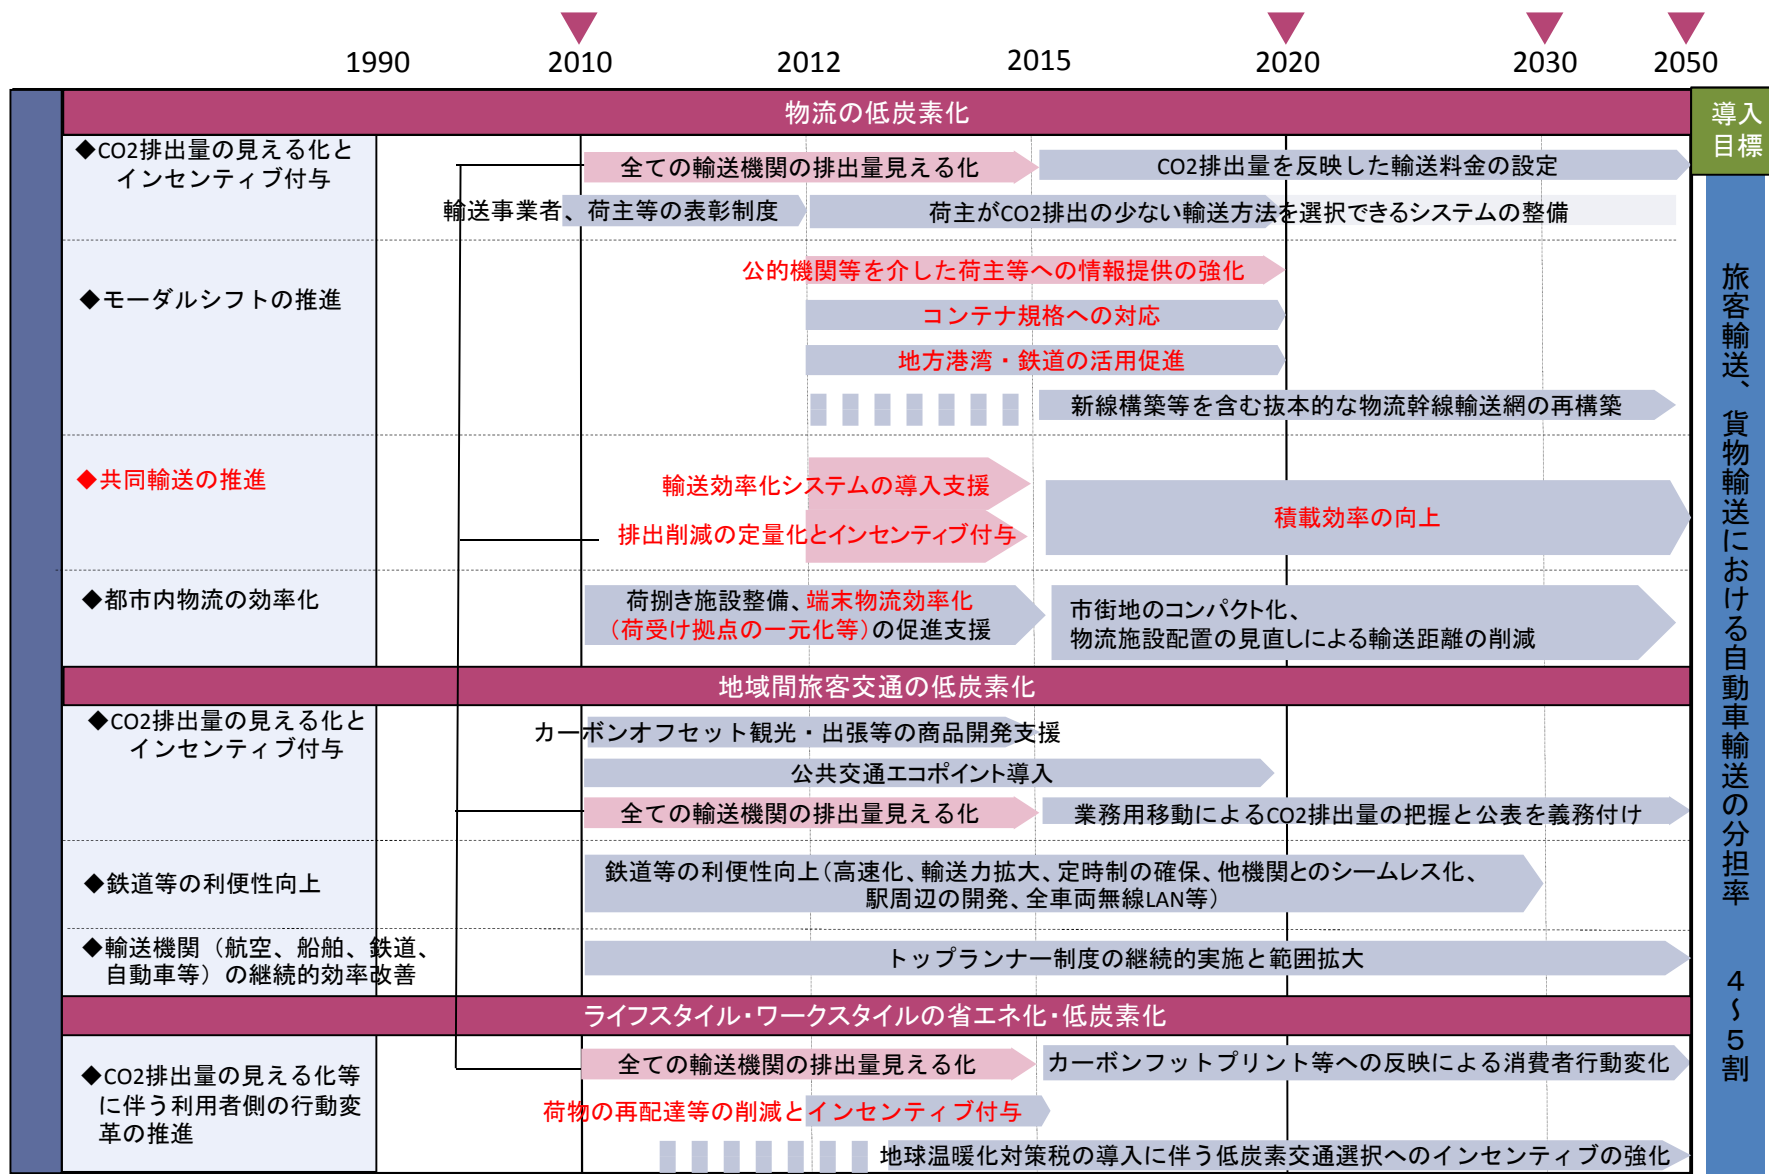 1990
2010
2012
2015
2020
2030
2050
物流の低炭素化
導入
目標
◆CO2排出量の見える化と
インセンティブ付与
全ての輸送機関の排出量見える化
CO2排出量を反映した輸送料金の設定
輸送事業者、荷主等の表彰制度
荷主がCO2排出の少ない輸送方法を選択できるシステムの整備
◆モーダルシフトの推進
公的機関等を介した荷主等への情報提供の強化
コンテナ規格への対応
地方港湾・鉄道の活用促進
新線構築等を含む抜本的な物流幹線輸送網の再構築
◆共同輸送の推進
輸送効率化システムの導入支援
排出削減の定量化とインセンティブ付与
積載効率の向上
◆都市内物流の効率化
荷捌き施設整備、端末物流効率化
（荷受け拠点の一元化等）の促進支援
市街地のコンパクト化、
物流施設配置の見直しによる輸送距離の削減
地域間旅客交通の低炭素化
◆CO2排出量の見える化と
インセンティブ付与
カーボンオフセット観光・出張等の商品開発支援
公共交通エコポイント導入
全ての輸送機関の排出量見える化
業務用移動によるCO2排出量の把握と公表を義務付け
◆鉄道等の利便性向上
鉄道等の利便性向上（高速化、輸送力拡大、定時制の確保、他機関とのシームレス化、
駅周辺の開発、全車両無線LAN等）
◆輸送機関（航空、船舶、鉄道、
自動車等）の継続的効率改善
トップランナー制度の継続的実施と範囲拡大
ライフスタイル・ワークスタイルの省エネ化・低炭素化
◆CO2排出量の見える化等
に伴う利用者側の行動変
革の推進
全ての輸送機関の排出量見える化
カーボンフットプリント等への反映による消費者行動変化
荷物の再配達等の削減とインセンティブ付与
地球温暖化対策税の導入に伴う低炭素交通選択へのインセンティブの強化
旅客輸送、貨物輸送における自動車輸送の分担率　４～５割